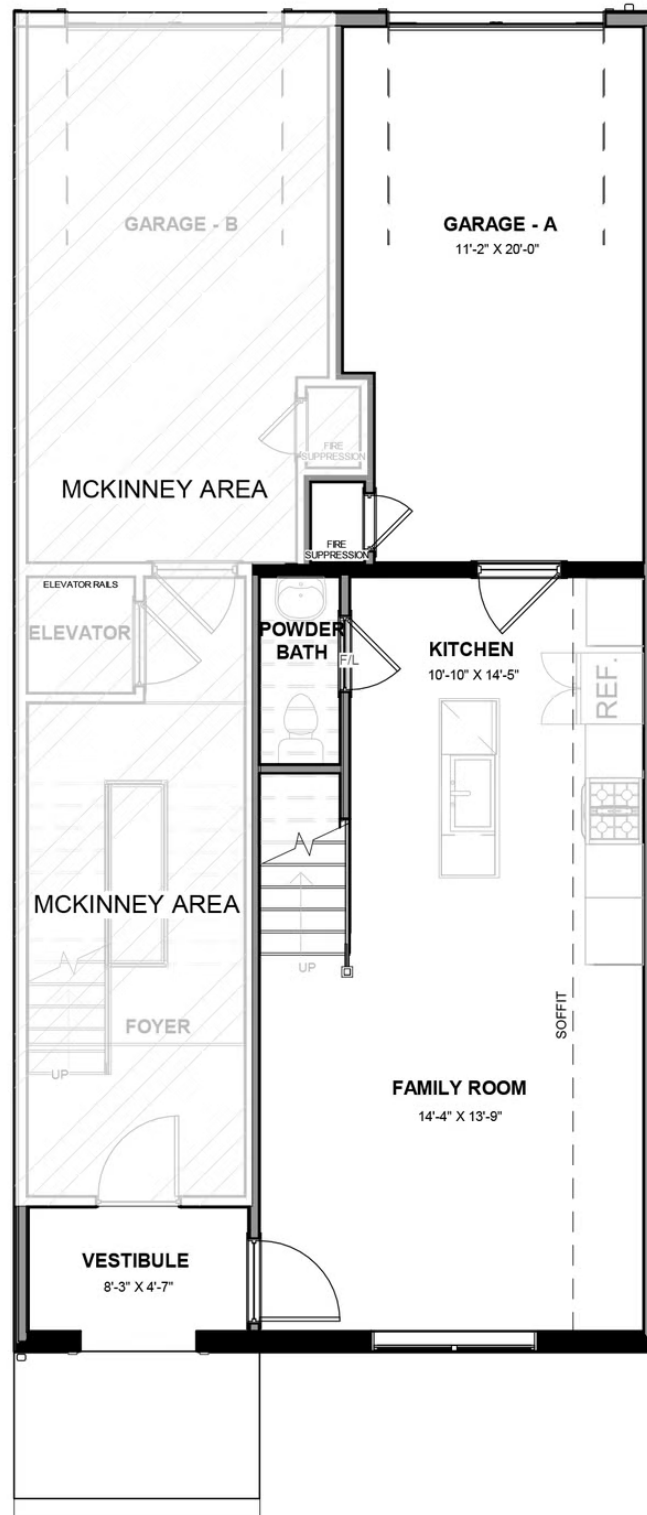 GARAGE - B
GARAGE - A
11'-2" X 20'-0"
FIRE
SUPPRESSION
MCKINNEY AREA
FIRE
SUPPRESSION
ELEVATOR RAILS
ELEVATOR
POWDER
BATH
F/L
KITCHEN
10'-10" X 14'-5"
REF.
MCKINNEY AREA
UP
SOFFIT
FOYER
UP
FAMILY ROOM
14'-4" X 13'-9"
VESTIBULE
8'-3" X 4'-7"